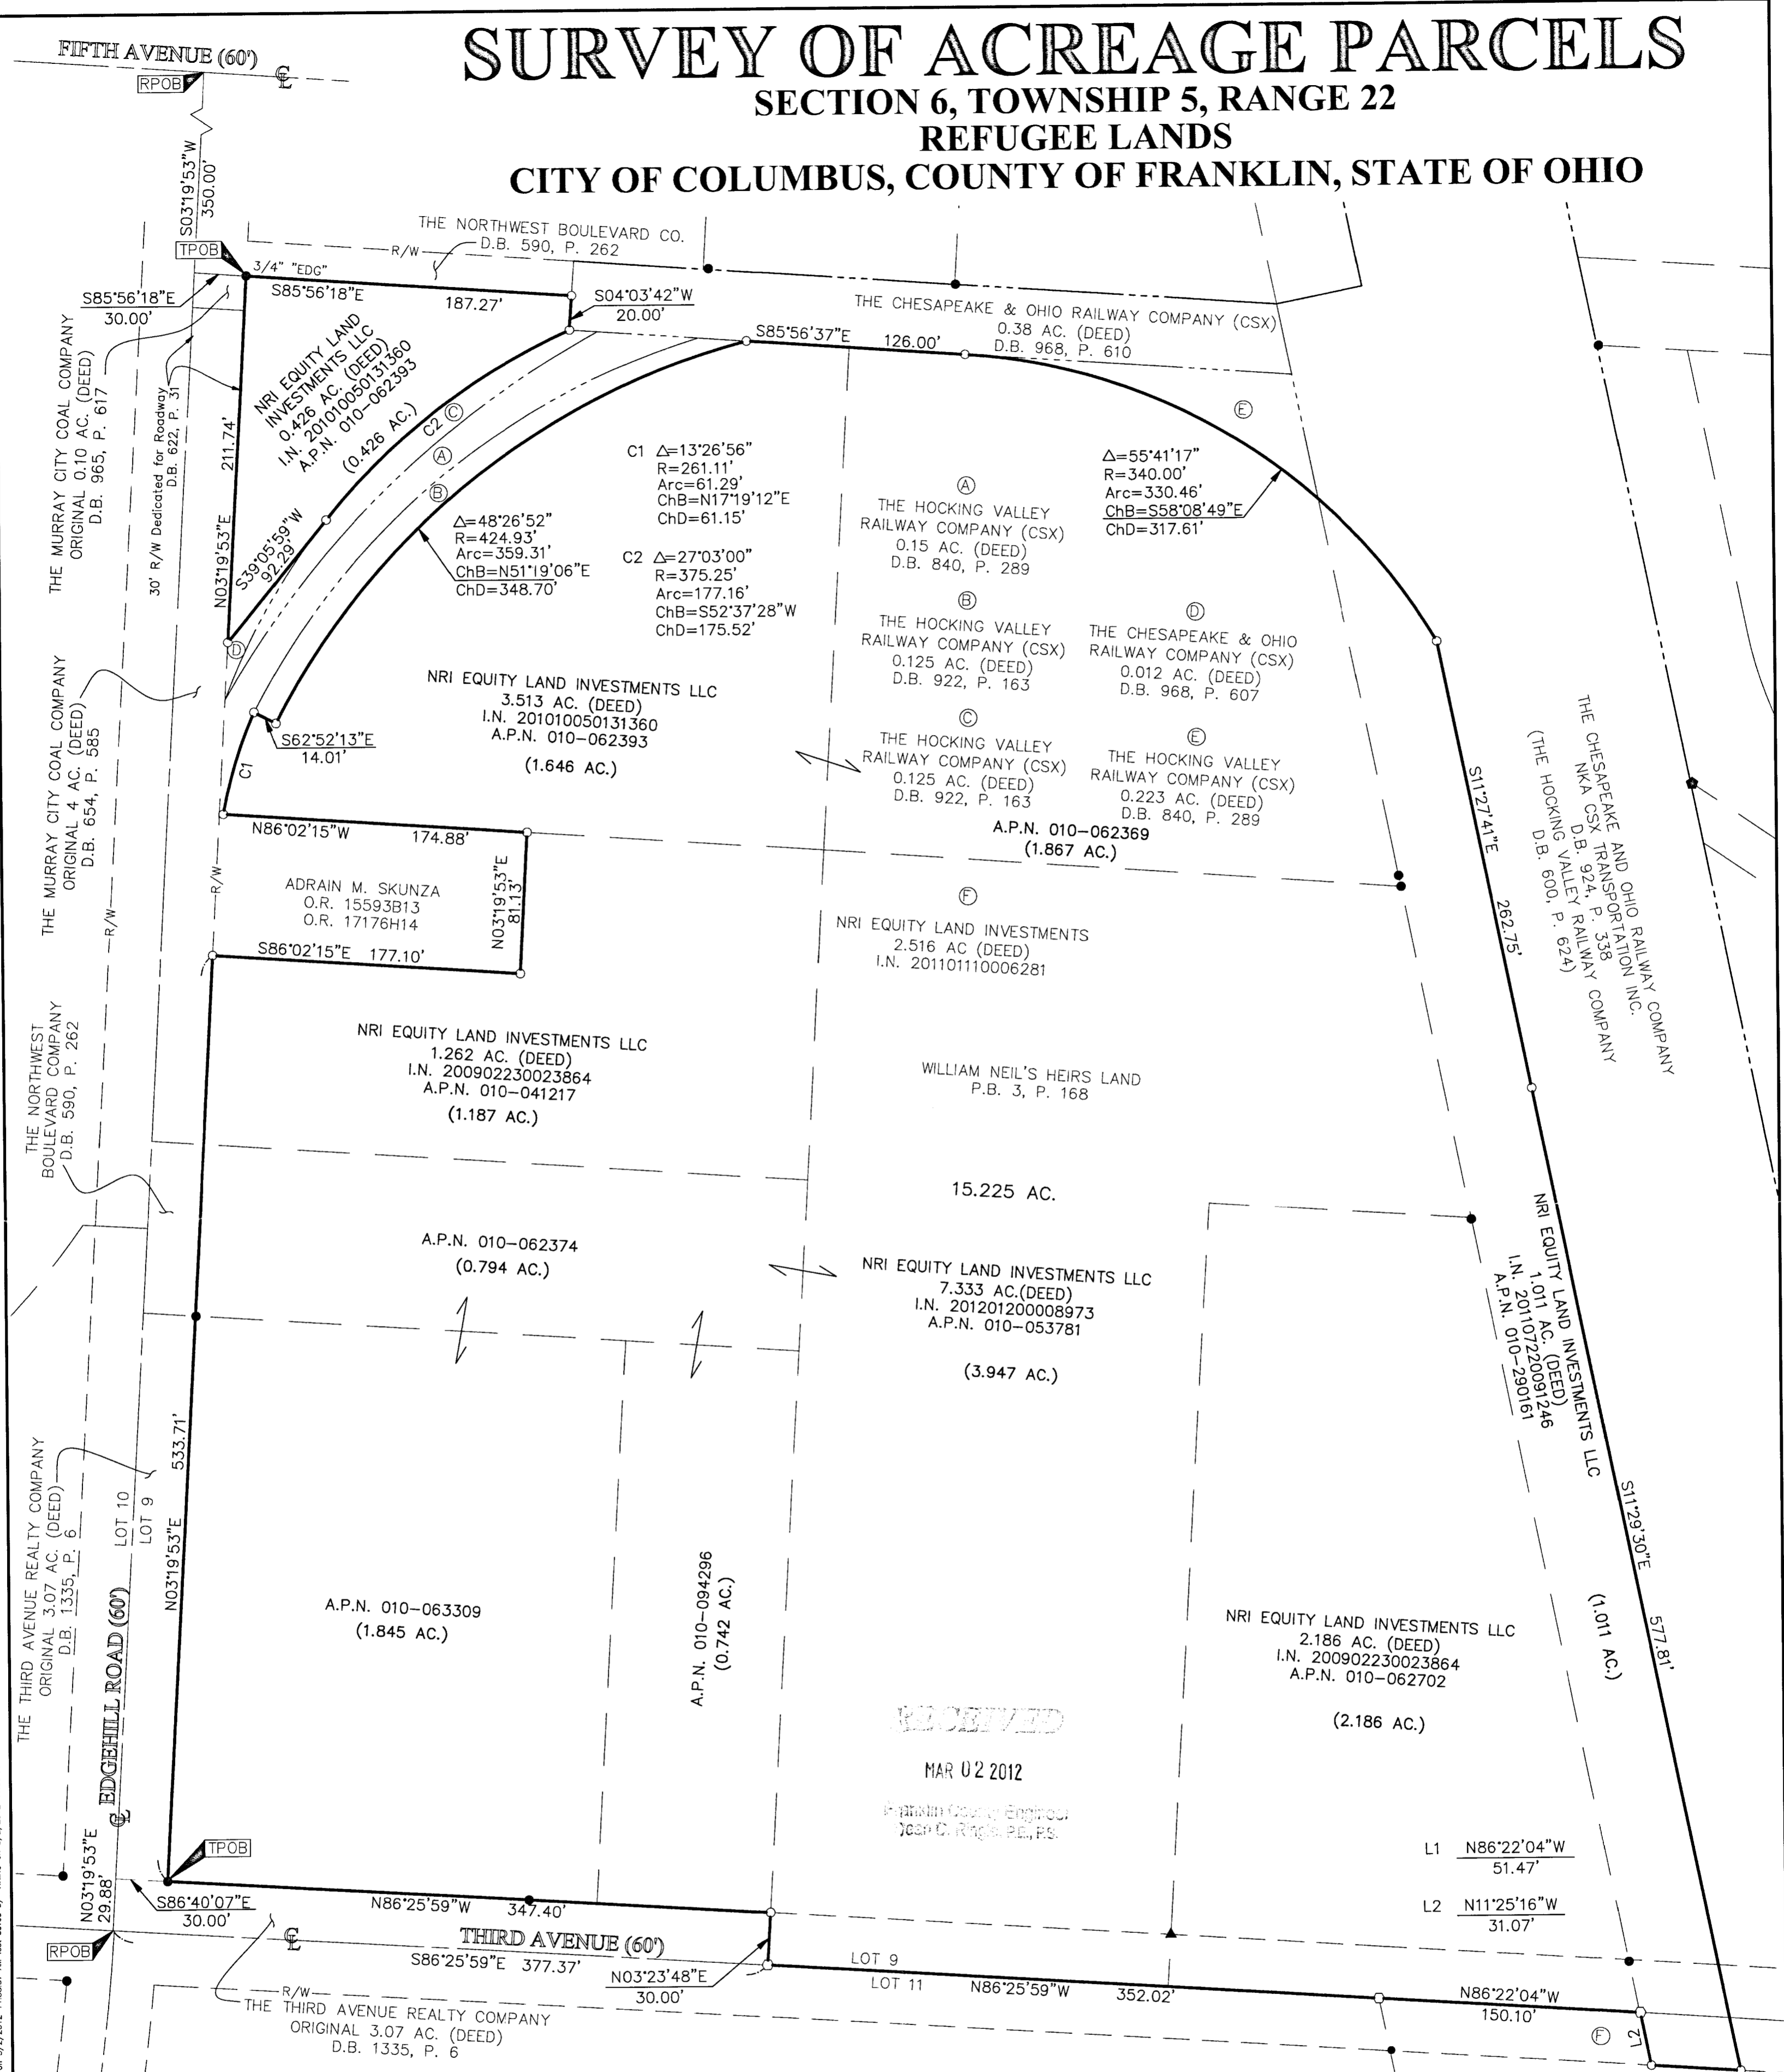 SURVEY OF ACREAGE PARCELS
SECTION 6, TOWNSHIP 5, RANGE 22
REFUGEE LANDS
CITY OF COLUMBUS, COUNTY OF FRANKLIN, STATE OF OHIO
FIFTH AVENUE (60')
RPOB
S03°19'53"W
350.00'
TPOB
3/4" "EDG"
S85°56'18"E
187.27'
S85°56'18"E
30.00'
THE NORTHWEST BOULEVARD CO.
D.B. 590, P. 262
R/W
S04°03'42"W
20.00'
THE CHESAPEAKE & OHIO RAILWAY COMPANY (CSX)
0.38 AC. (DEED)
D.B. 968, P. 610
S85°56'37"E
126.00'
THE MURRAY CITY COAL COMPANY
ORIGINAL 0.10 AC. (DEED)
D.B. 965, P. 617
30' R/W Dedicated for Roadway
D.B. 622, P. 31
N03°19'53"E
211.74'
NRI EQUITY LAND
INVESTMENTS LLC
0.426 AC. (DEED)
I.N. 201010050131360
A.P.N. 010-062393
(0.426 AC.)
S39°05'59"W
92.29'
C2 C
A
B
D
E
C1 Δ=13°26'56"
R=261.11'
Arc=61.29'
ChB=N17°19'12"E
ChD=61.15'
Δ=48°26'52"
R=424.93'
Arc=359.31'
ChB=N51°19'06"E
ChD=348.70'
C2 Δ=27°03'00"
R=375.25'
Arc=177.16'
ChB=S52°37'28"W
ChD=175.52'
Δ=55°41'17"
R=340.00'
Arc=330.46'
ChB=S58°08'49"E
ChD=317.61'
A
THE HOCKING VALLEY
RAILWAY COMPANY (CSX)
0.15 AC. (DEED)
D.B. 840, P. 289
B
THE HOCKING VALLEY
RAILWAY COMPANY (CSX)
0.125 AC. (DEED)
D.B. 922, P. 163
C
THE HOCKING VALLEY
RAILWAY COMPANY (CSX)
0.125 AC. (DEED)
D.B. 922, P. 163
D
THE CHESAPEAKE & OHIO
RAILWAY COMPANY (CSX)
0.012 AC. (DEED)
D.B. 968, P. 607
E
THE HOCKING VALLEY
RAILWAY COMPANY (CSX)
0.223 AC. (DEED)
D.B. 840, P. 289
A.P.N. 010-062369
(1.867 AC.)
F
NRI EQUITY LAND INVESTMENTS
2.516 AC (DEED)
I.N. 201101110006281
NRI EQUITY LAND INVESTMENTS LLC
3.513 AC. (DEED)
I.N. 201010050131360
A.P.N. 010-062393
(1.646 AC.)
S62°52'13"E
14.01'
C1
N86°02'15"W
174.88'
N03°19'53"E
81.13'
ADRAIN M. SKUNZA
O.R. 15593B13
O.R. 17176H14
S86°02'15"E 177.10'
THE MURRAY CITY COAL COMPANY
ORIGINAL 4 AC. (DEED)
D.B. 654, P. 585
R/W
R/W
THE NORTHWEST
BOULEVARD COMPANY
D.B. 590, P. 262
NRI EQUITY LAND INVESTMENTS LLC
1.262 AC. (DEED)
I.N. 200902230023864
A.P.N. 010-041217
(1.187 AC.)
WILLIAM NEIL'S HEIRS LAND
P.B. 3, P. 168
15.225 AC.
A.P.N. 010-062374
(0.794 AC.)
NRI EQUITY LAND INVESTMENTS LLC
7.333 AC.(DEED)
I.N. 201201200008973
A.P.N. 010-053781
(3.947 AC.)
S11°27'41"E
262.75'
THE CHESAPEAKE AND OHIO RAILWAY COMPANY
NKA CSX TRANSPORTATION INC.
D.B. 924, P. 338
(THE HOCKING VALLEY RAILWAY COMPANY
D.B. 600, P. 624)
NRI EQUITY LAND INVESTMENTS LLC
1.011 AC. (DEED)
I.N. 201107220091246
A.P.N. 010-290161
S11°29'30"E
577.81'
(1.011 AC.)
THE THIRD AVENUE REALTY COMPANY
ORIGINAL 3.07 AC. (DEED)
D.B. 1335, P. 6
LOT 10
LOT 9
EDGEHILL ROAD (60')
533.71'
N03°19'53"E
A.P.N. 010-063309
(1.845 AC.)
A.P.N. 010-094296
(0.742 AC.)
NRI EQUITY LAND INVESTMENTS LLC
2.186 AC. (DEED)
I.N. 200902230023864
A.P.N. 010-062702
(2.186 AC.)
RECEIVED
MAR 02 2012
Franklin County Engineer
Dean C. Ringle, P.E., P.S.
L1 N86°22'04"W
51.47'
L2 N11°25'16"W
31.07'
TPOB
N03°19'53"E
29.88'
RPOB
S86°40'07"E
30.00'
N86°25'59"W
347.40'
THIRD AVENUE (60')
S86°25'59"E 377.37'
N03°23'48"E
30.00'
R/W
THE THIRD AVENUE REALTY COMPANY
ORIGINAL 3.07 AC. (DEED)
D.B. 1335, P. 6
LOT 9
LOT 11
N86°25'59"W
352.02'
N86°22'04"W
150.10'
F
L2